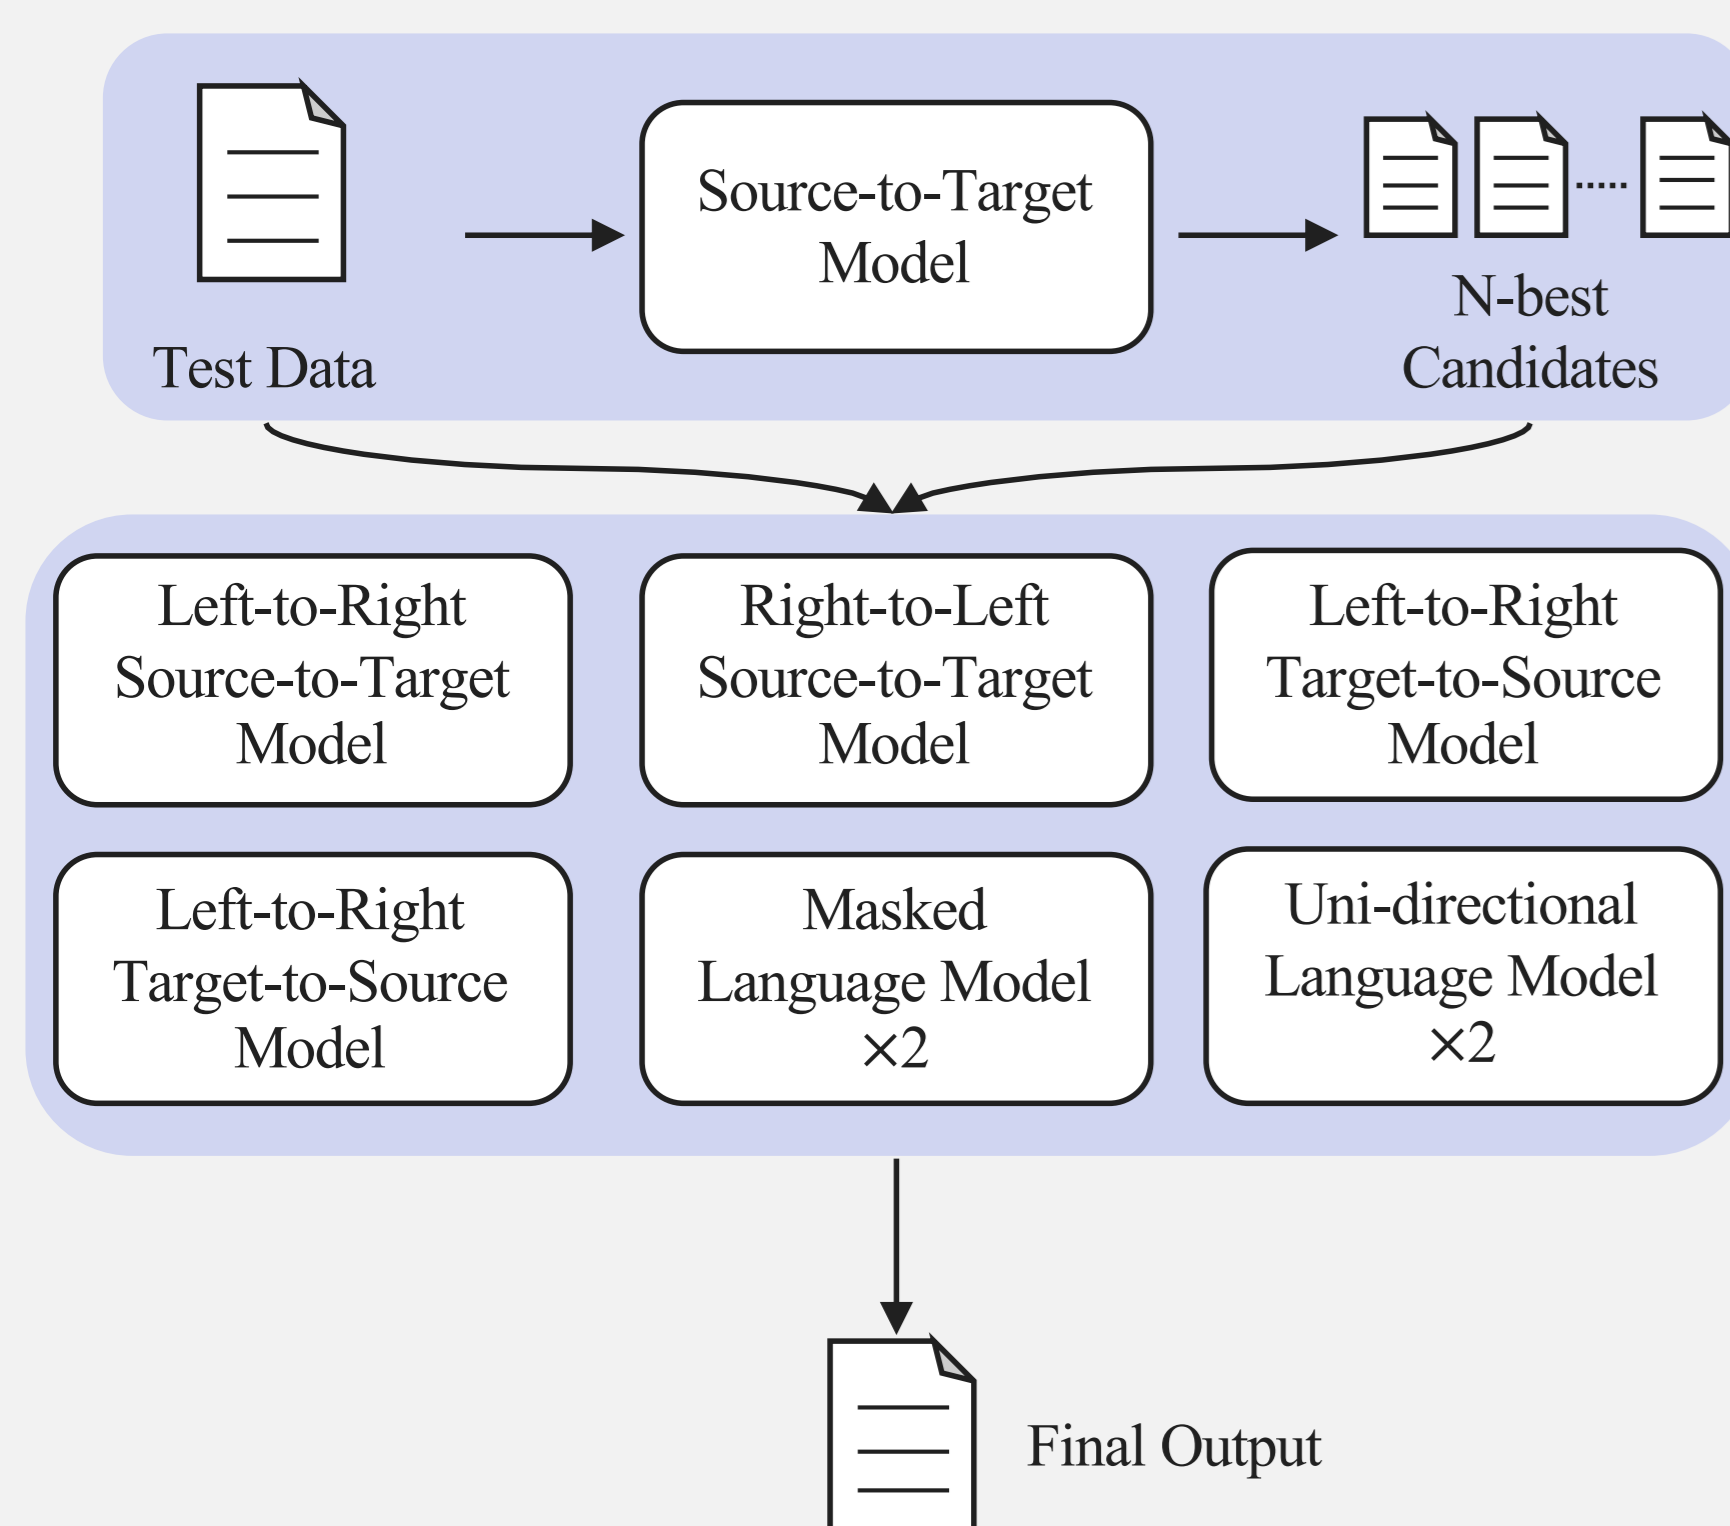 Source-to-Target
Model
N-best
Candidates
Test Data
Left-to-Right
Source-to-Target
Model
Right-to-Left
Source-to-Target
Model
Left-to-Right
Target-to-Source
Model
Left-to-Right
Target-to-Source
Model
Masked
Language Model
×2
Uni-directional
Language Model
×2
Final Output